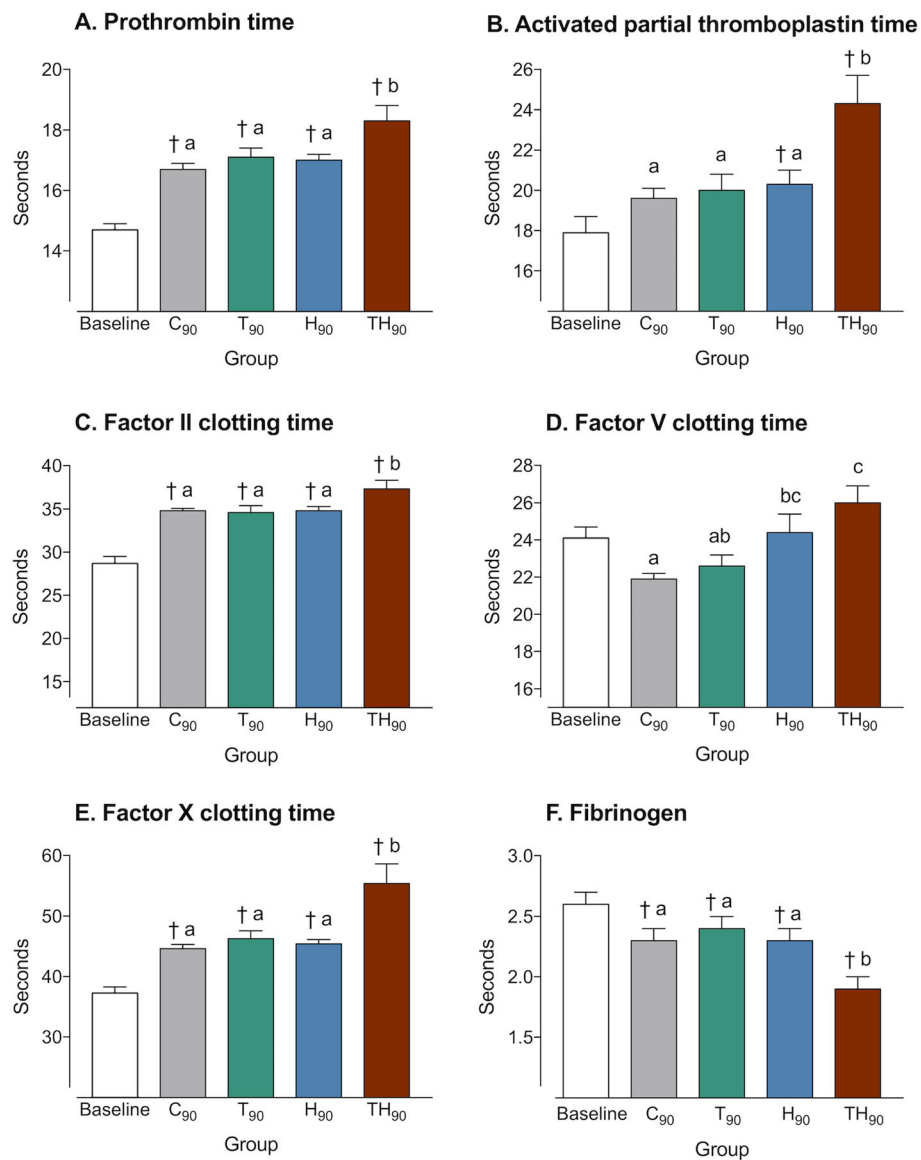 A. Prothrombin time
20
18
16
14
Seconds
† a
† a
† a
† b
Baseline C₉₀ T₉₀ H₉₀ TH₉₀
Group
B. Activated partial thromboplastin time
26
24
22
20
18
16
Seconds
a
a
† a
† b
Baseline C₉₀ T₉₀ H₉₀ TH₉₀
Group
C. Factor II clotting time
40
35
30
25
20
15
Seconds
† a
† a
† a
† b
Baseline C₉₀ T₉₀ H₉₀ TH₉₀
Group
D. Factor V clotting time
28
26
24
22
20
18
16
Seconds
a
ab
bc
c
Baseline C₉₀ T₉₀ H₉₀ TH₉₀
Group
E. Factor X clotting time
60
50
40
30
Seconds
† a
† a
† a
† b
Baseline C₉₀ T₉₀ H₉₀ TH₉₀
Group
F. Fibrinogen
3.0
2.5
2.0
1.5
Seconds
† a
† a
† a
† b
Baseline C₉₀ T₉₀ H₉₀ TH₉₀
Group